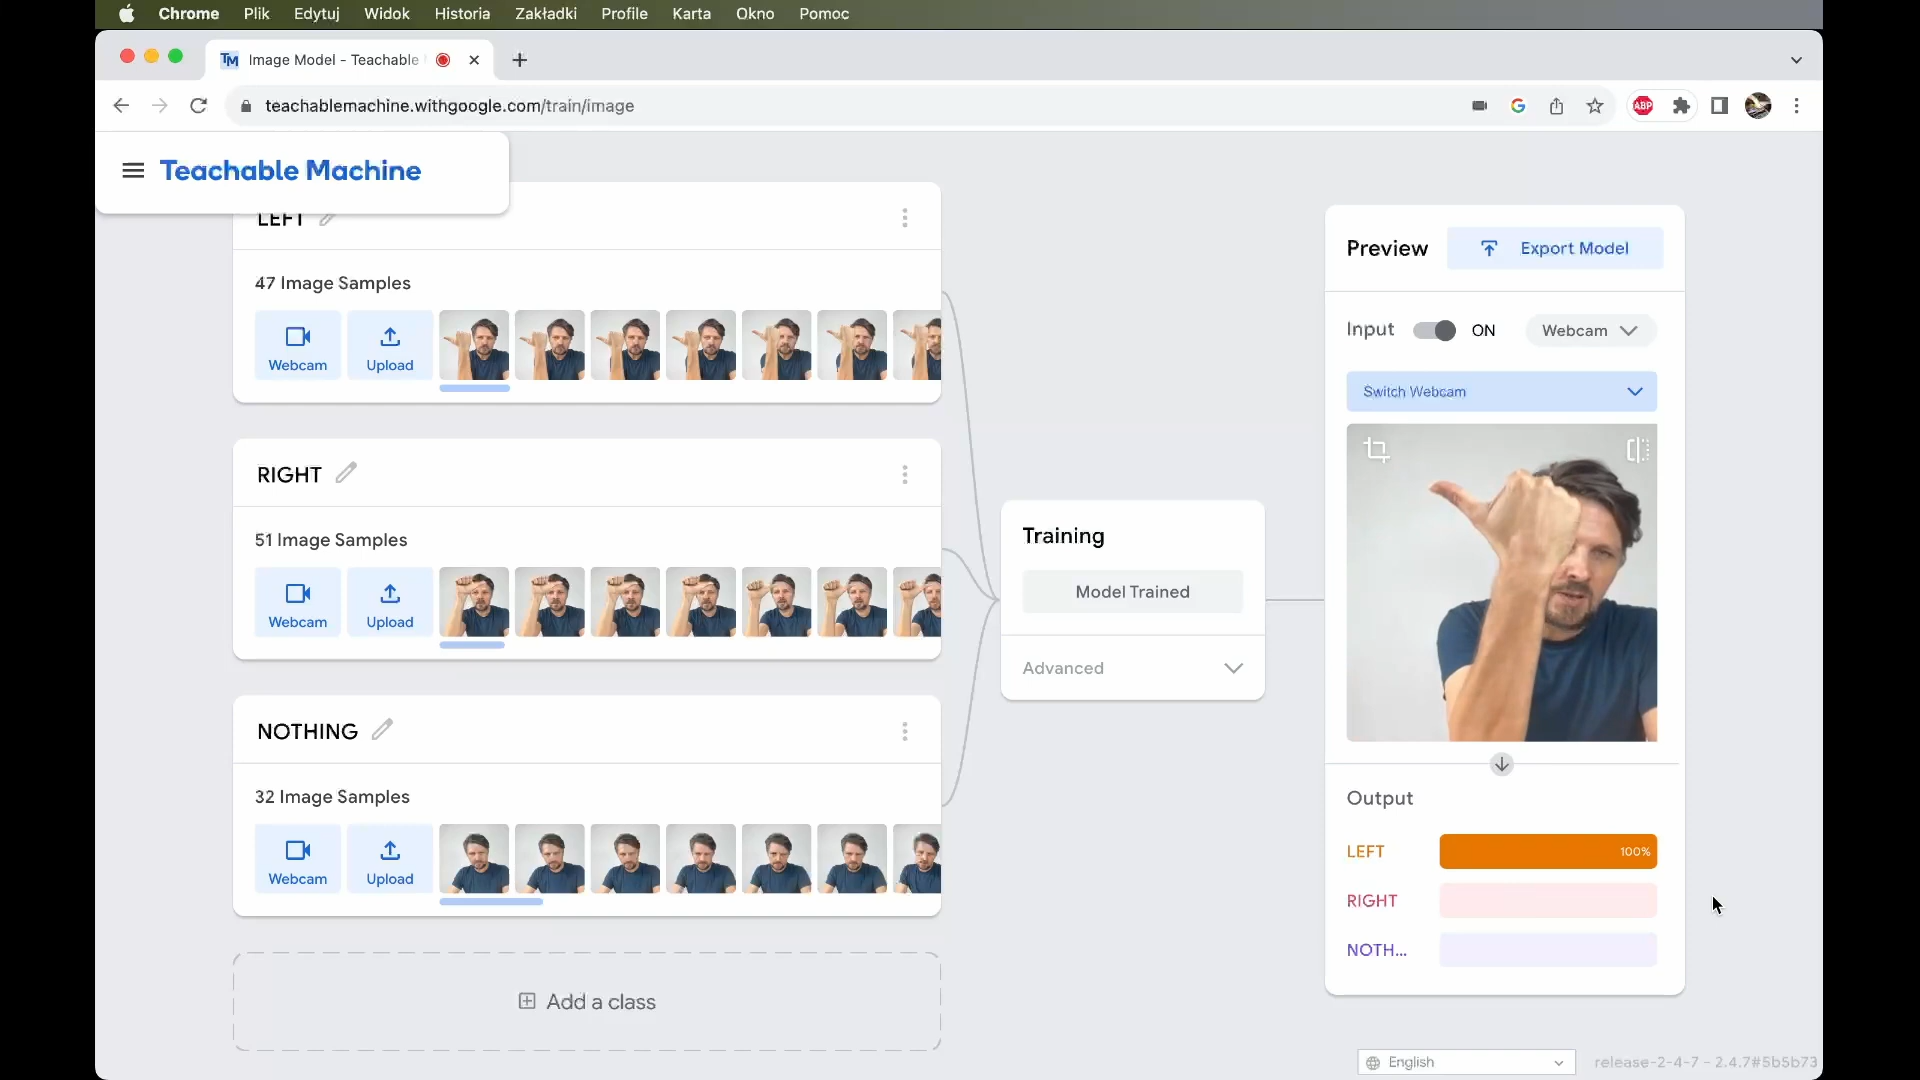 Chrome Plik Edytuj Widok Historia Zakładki Profile Karta Okno Pomoc
TM Image Model - Teachable
teachablemachine.withgoogle.com/train/image
ABP
Teachable Machine
LEFT
47 Image Samples
Webcam Upload
RIGHT
51 Image Samples
Webcam Upload
NOTHING
32 Image Samples
Webcam Upload
Add a class
Training
Model Trained
Advanced
Preview Export Model
Input ON Webcam
Switch Webcam
Output
LEFT 100%
RIGHT
NOTH...
English release-2-4-7 - 2.4.7#5b5b73